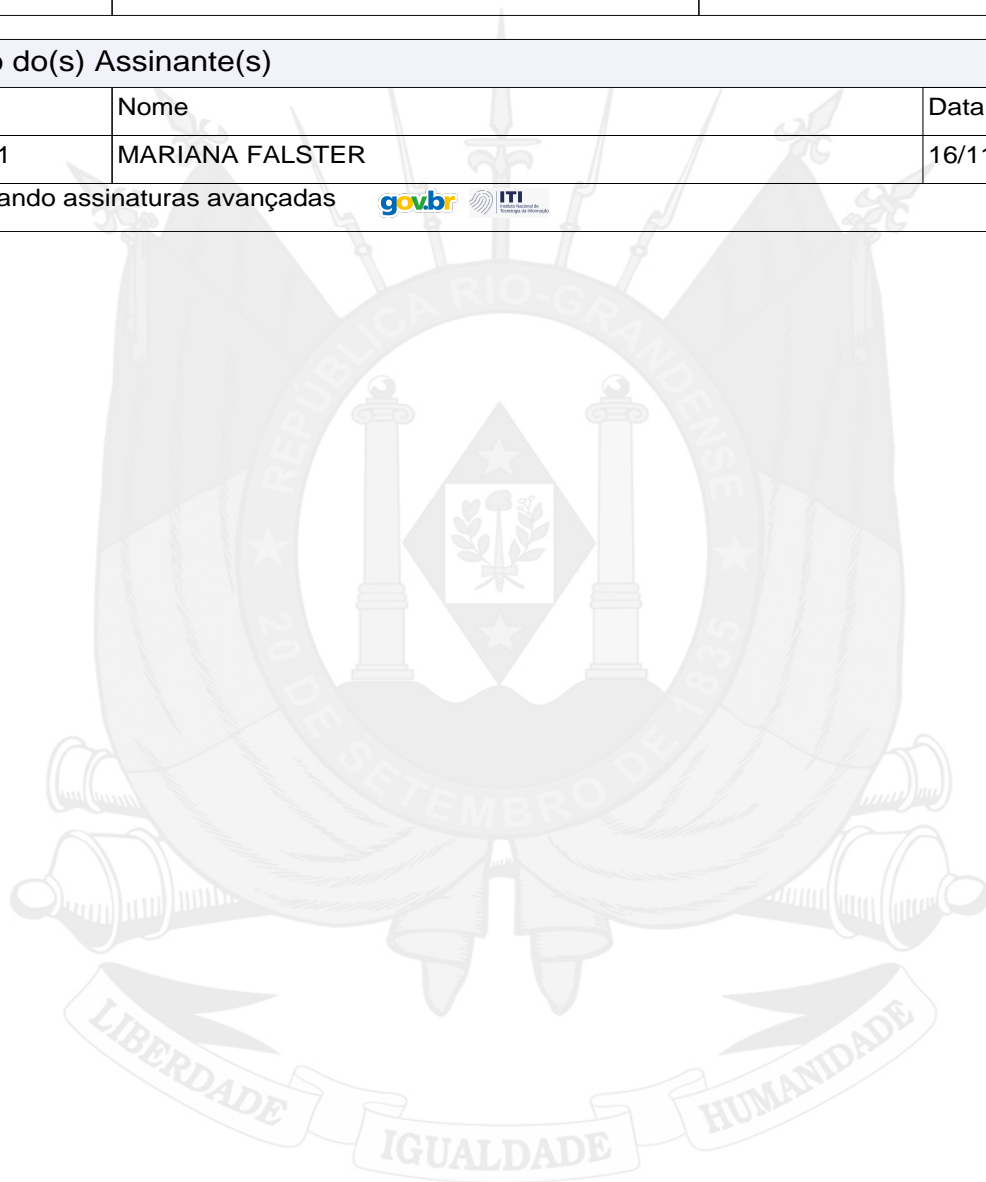 o do(s) Assinante(s)
Nome Data
1 MARIANA FALSTER 16/11
ando assinaturas avançadas gov.br ITI
REPÚBLICA RIO-GRANDENSE
20 DE SETEMBRO DE 1835
LIBERDADE IGUALDADE HUMANIDADE